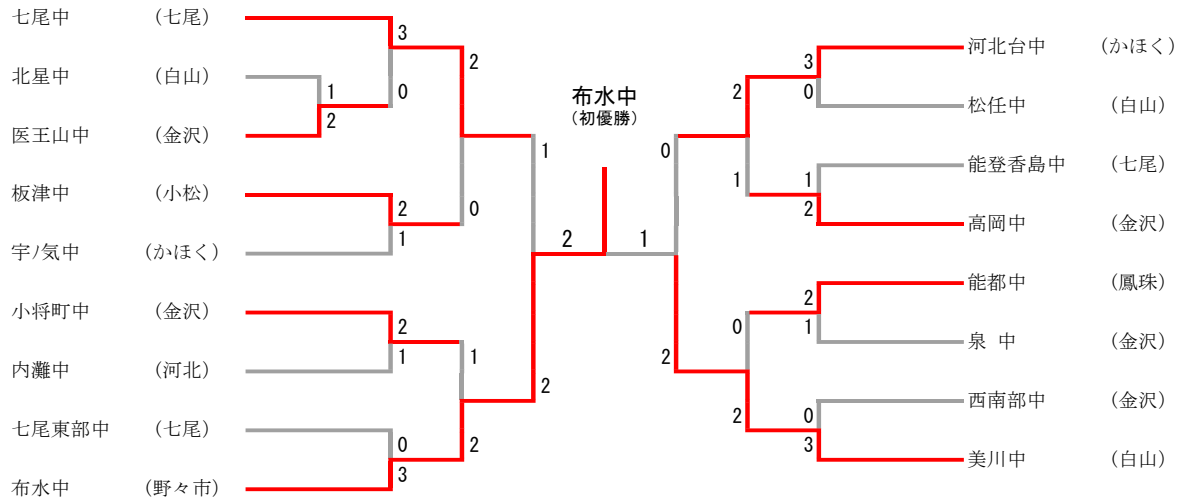 七尾中 (七尾)
3
2
北星中 (白山)
1
0
2
医王山中 (金沢)
板津中 (小松)
2
0
1
宇ノ気中 (かほく)
小将町中 (金沢)
2
1
1
内灘中 (河北)
七尾東部中 (七尾)
0
2
3
布水中 (野々市)
1
2
2
布水中
(初優勝)
1
0
2
河北台中 (かほく)
3
2
0
松任中 (白山)
能登香島中 (七尾)
1
1
2
高岡中 (金沢)
能都中 (鳳珠)
2
0
1
泉 中 (金沢)
西南部中 (金沢)
0
2
3
美川中 (白山)